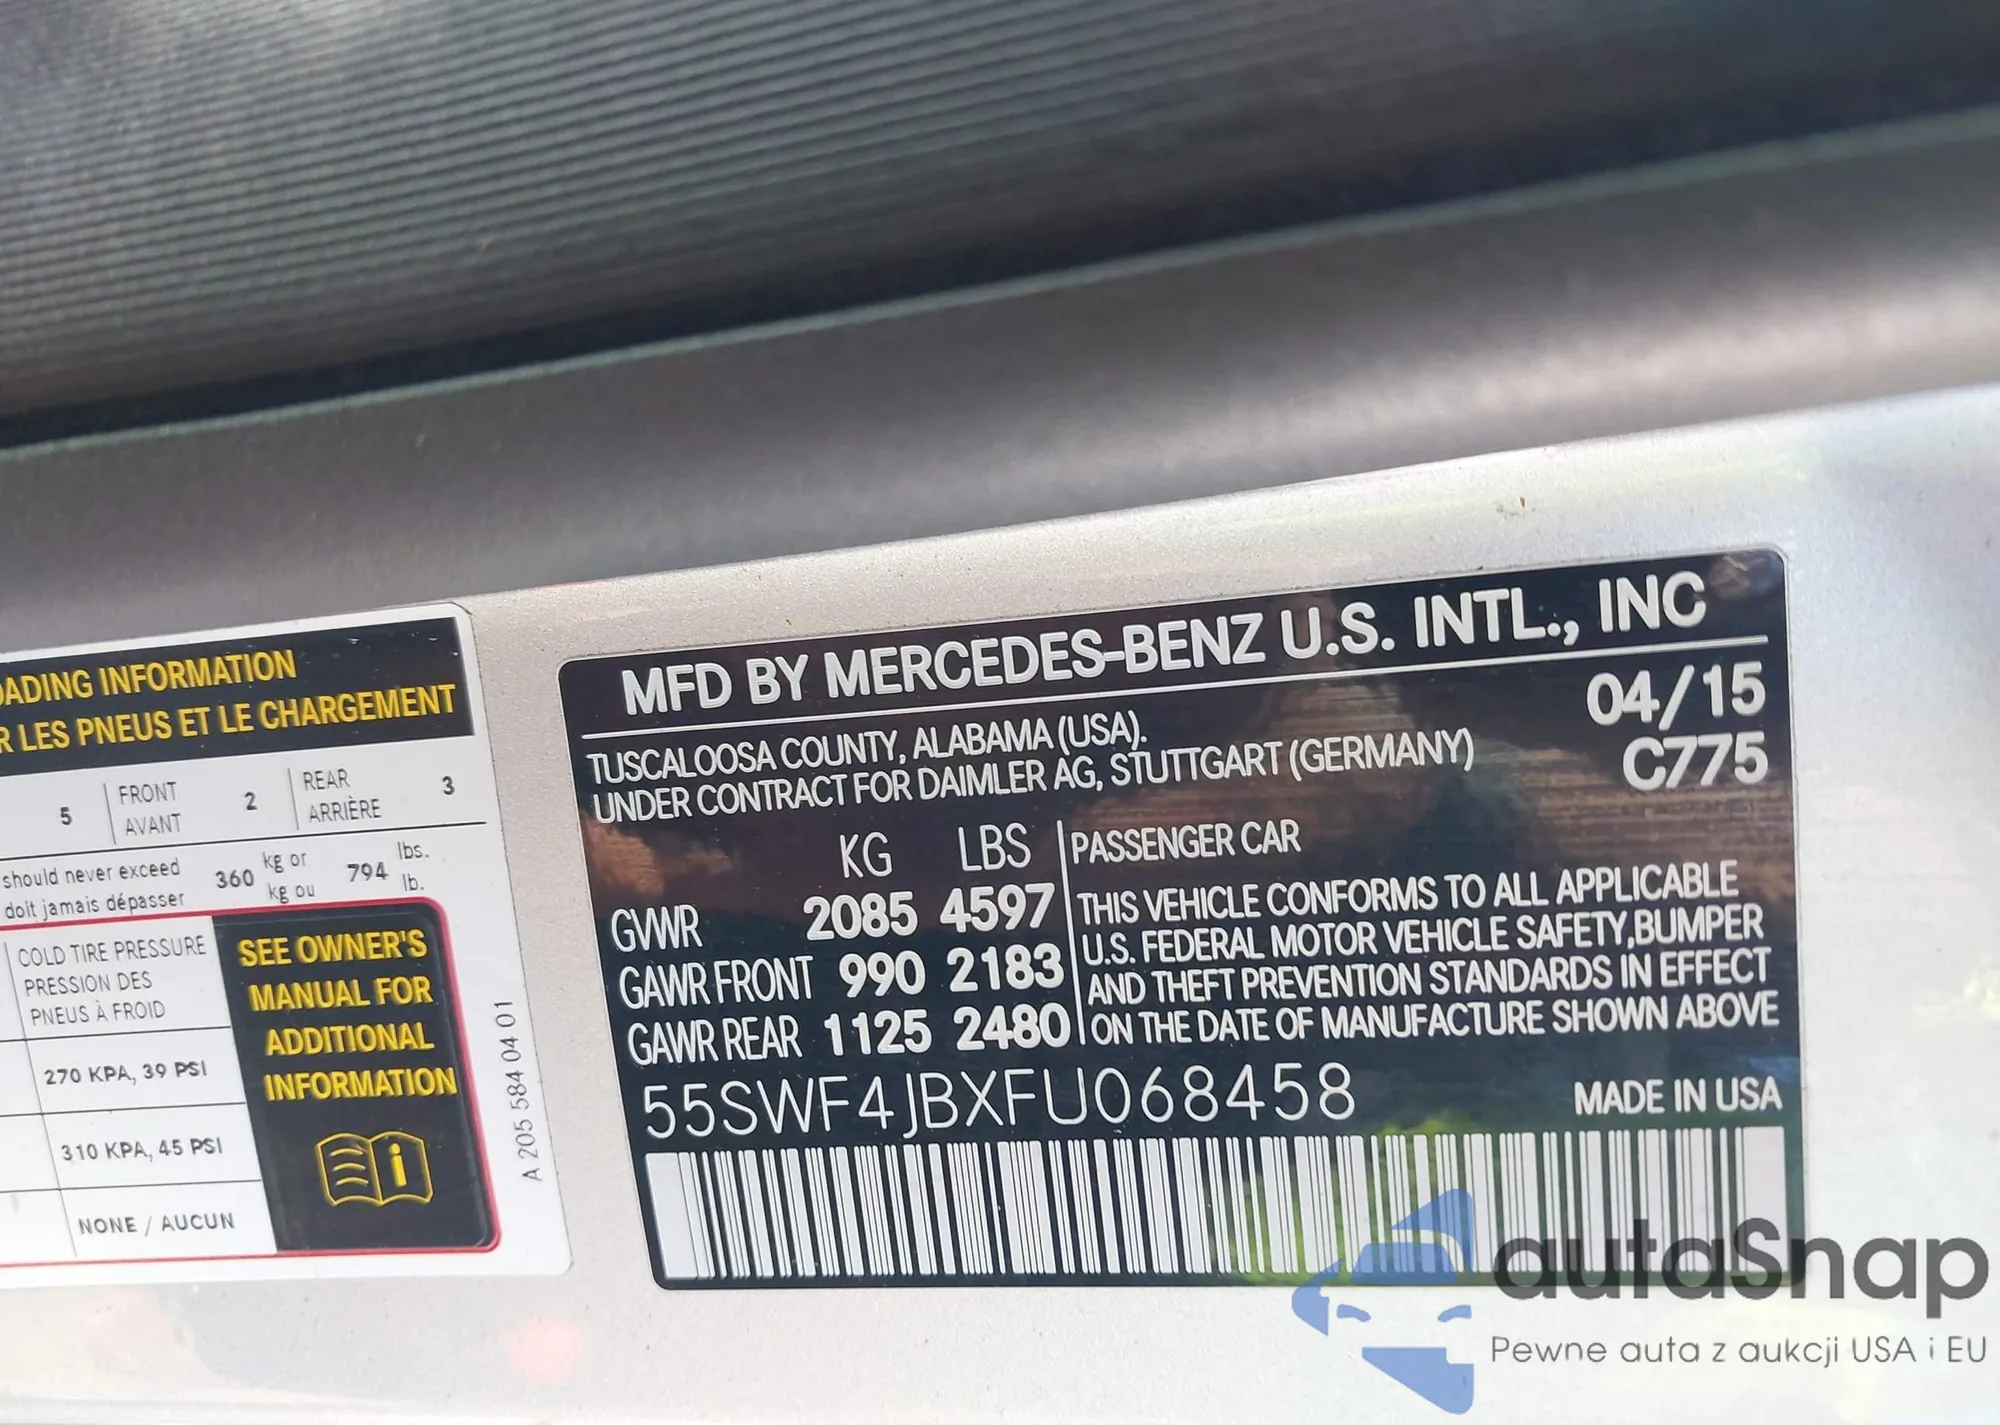 OADING INFORMATION
R LES PNEUS ET LE CHARGEMENT
5 FRONT AVANT 2 REAR ARRIÈRE 3
should never exceed 360 kg or 794 lbs.
doit jamais dépasser kg ou lb.
COLD TIRE PRESSURE
PRESSION DES
PNEUS À FROID
270 KPA, 39 PSI
310 KPA, 45 PSI
NONE / AUCUN
SEE OWNER'S
MANUAL FOR
ADDITIONAL
INFORMATION
A 205 584 04 01
MFD BY MERCEDES-BENZ U.S. INTL., INC
TUSCALOOSA COUNTY, ALABAMA (USA). 04/15
UNDER CONTRACT FOR DAIMLER AG, STUTTGART (GERMANY) C775
KG LBS
GVWR 2085 4597
GAWR FRONT 990 2183
GAWR REAR 1125 2480
PASSENGER CAR
THIS VEHICLE CONFORMS TO ALL APPLICABLE
U.S. FEDERAL MOTOR VEHICLE SAFETY,BUMPER
AND THEFT PREVENTION STANDARDS IN EFFECT
ON THE DATE OF MANUFACTURE SHOWN ABOVE
55SWF4JBXFU068458 MADE IN USA
autaSnap
Pewne auta z aukcji USA i EU